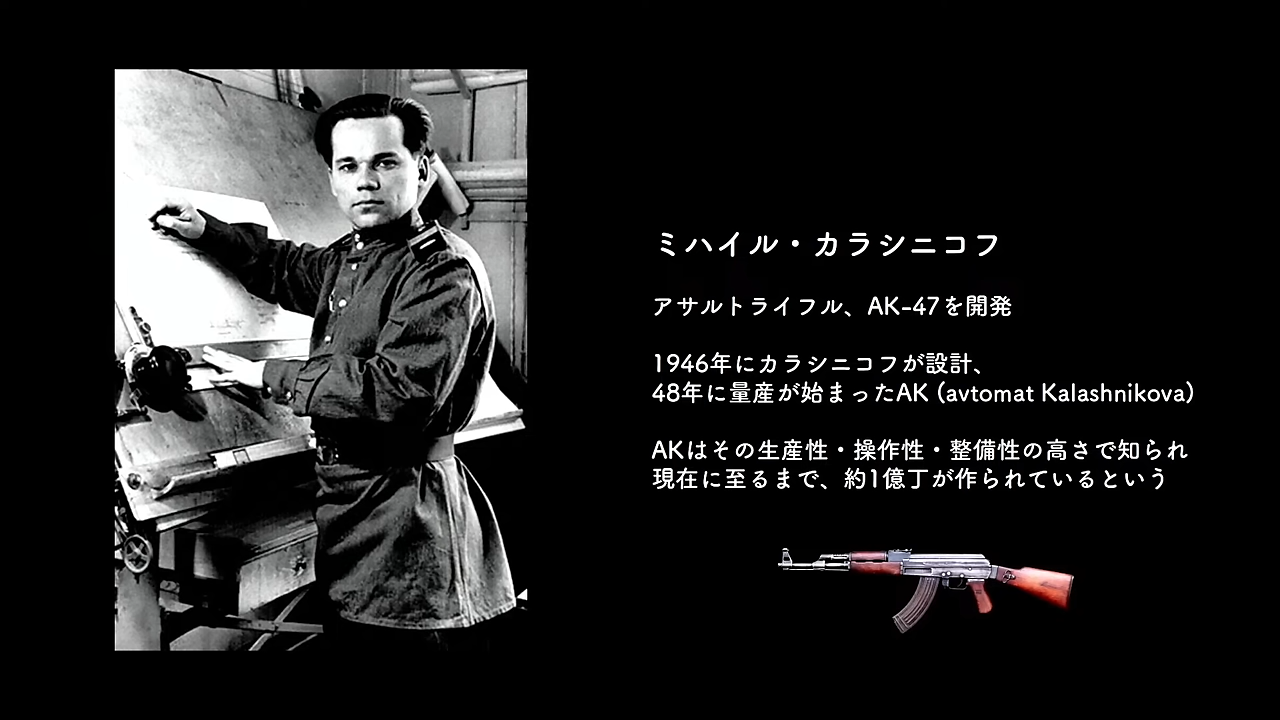 ミハイル・カラシニコフ
アサルトライフル、AK-47を開発
1946年にカラシニコフが設計、
48年に量産が始まったAK (avtomat Kalashnikova)
AKはその生産性・操作性・整備性の高さで知られ
現在に至るまで、約1億丁が作られているという